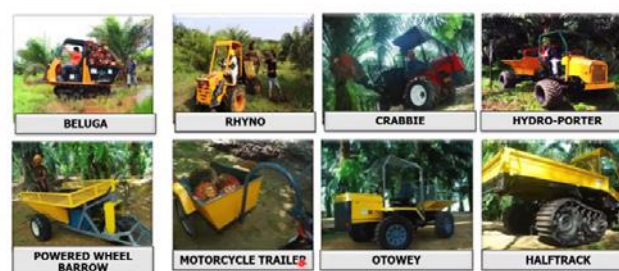 BELUGA
RHYNO
CRABBIE
HYDRO-PORTER
POWERED WHEEL
BARROW
MOTORCYCLE TRAILER
OTOWEY
HALFTRACK